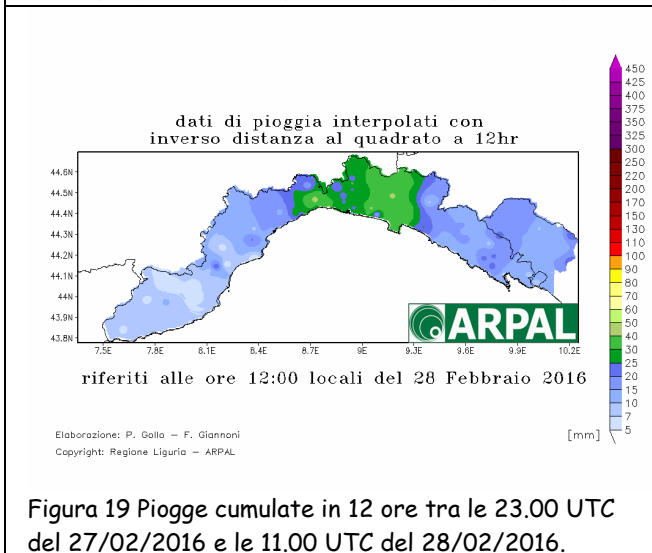 dati di pioggia interpolati con
inverso distanza al quadrato a 12hr
44.6N
44.5N
44.4N
44.3N
44.2N
44.1N
44N
43.9N
43.8N
7.5E 7.8E 8.1E 8.4E 8.7E 9E 9.3E 9.6E 9.9E 10.2E
ARPAL
riferiti alle ore 12:00 locali del 28 Febbraio 2016
450
425
400
375
350
325
300
250
220
200
170
150
130
110
100
90
80
70
60
50
40
30
25
20
15
10
7
5
[mm]
Elaborazione: P. Gollo – F. Giannoni
Copyright: Regione Liguria – ARPAL
Figura 19 Piogge cumulate in 12 ore tra le 23.00 UTC
del 27/02/2016 e le 11.00 UTC del 28/02/2016.